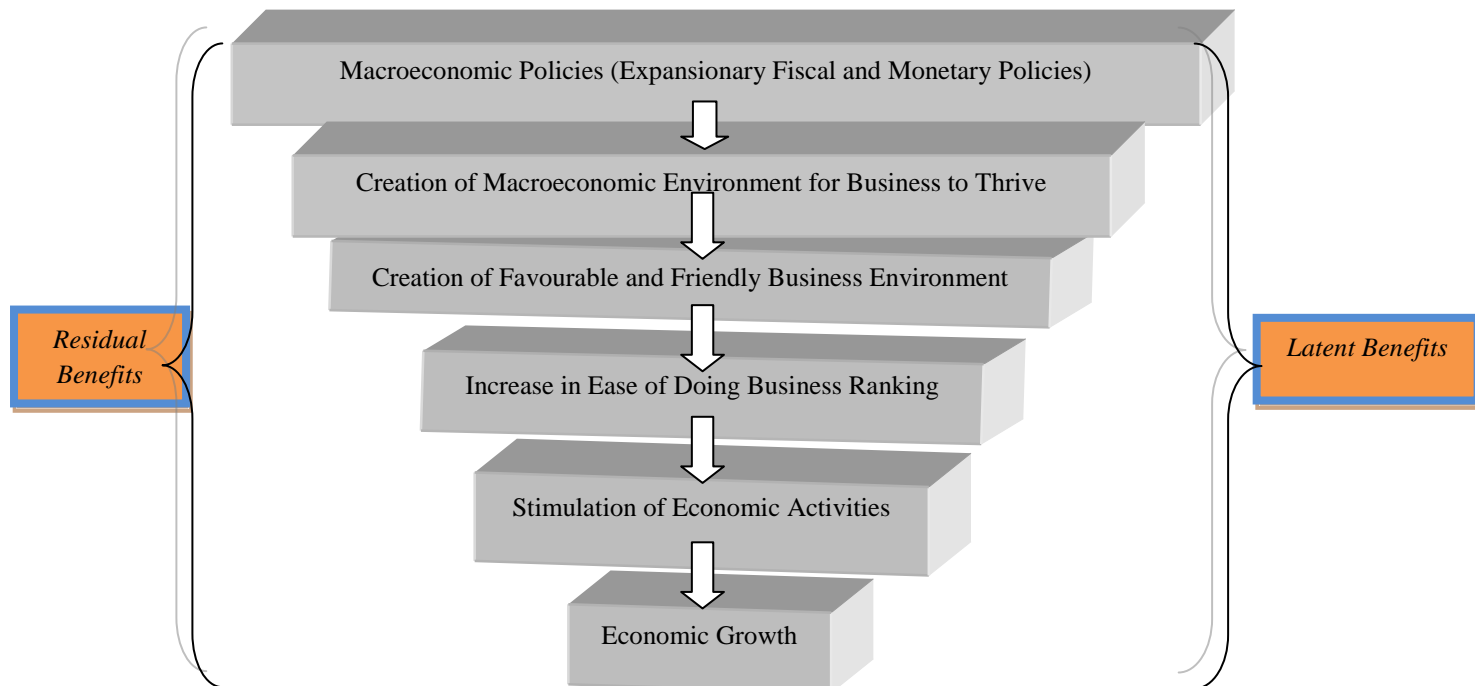 Macroeconomic Policies (Expansionary Fiscal and Monetary Policies)
Creation of Macroeconomic Environment for Business to Thrive
Creation of Favourable and Friendly Business Environment
Residual
Benefits
Latent Benefits
Increase in Ease of Doing Business Ranking
Stimulation of Economic Activities
Economic Growth